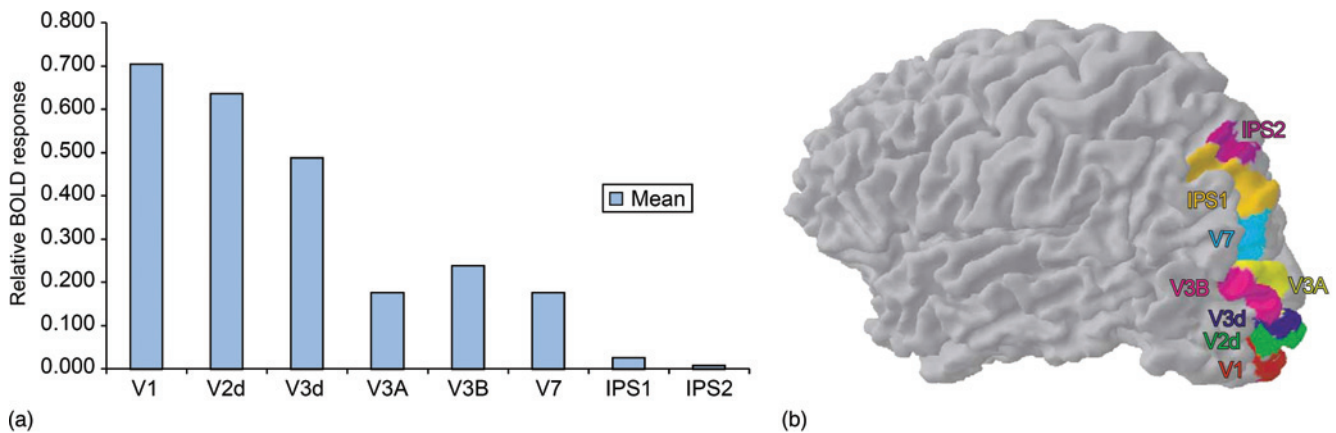 Relative BOLD response
0.800
0.700
0.600
0.500
0.400
0.300
0.200
0.100
0.000
V1 V2d V3d V3A V3B V7 IPS1 IPS2
Mean
(a)
IPS2
IPS1
V7
V3B V3A
V3d
V2d
V1
(b)